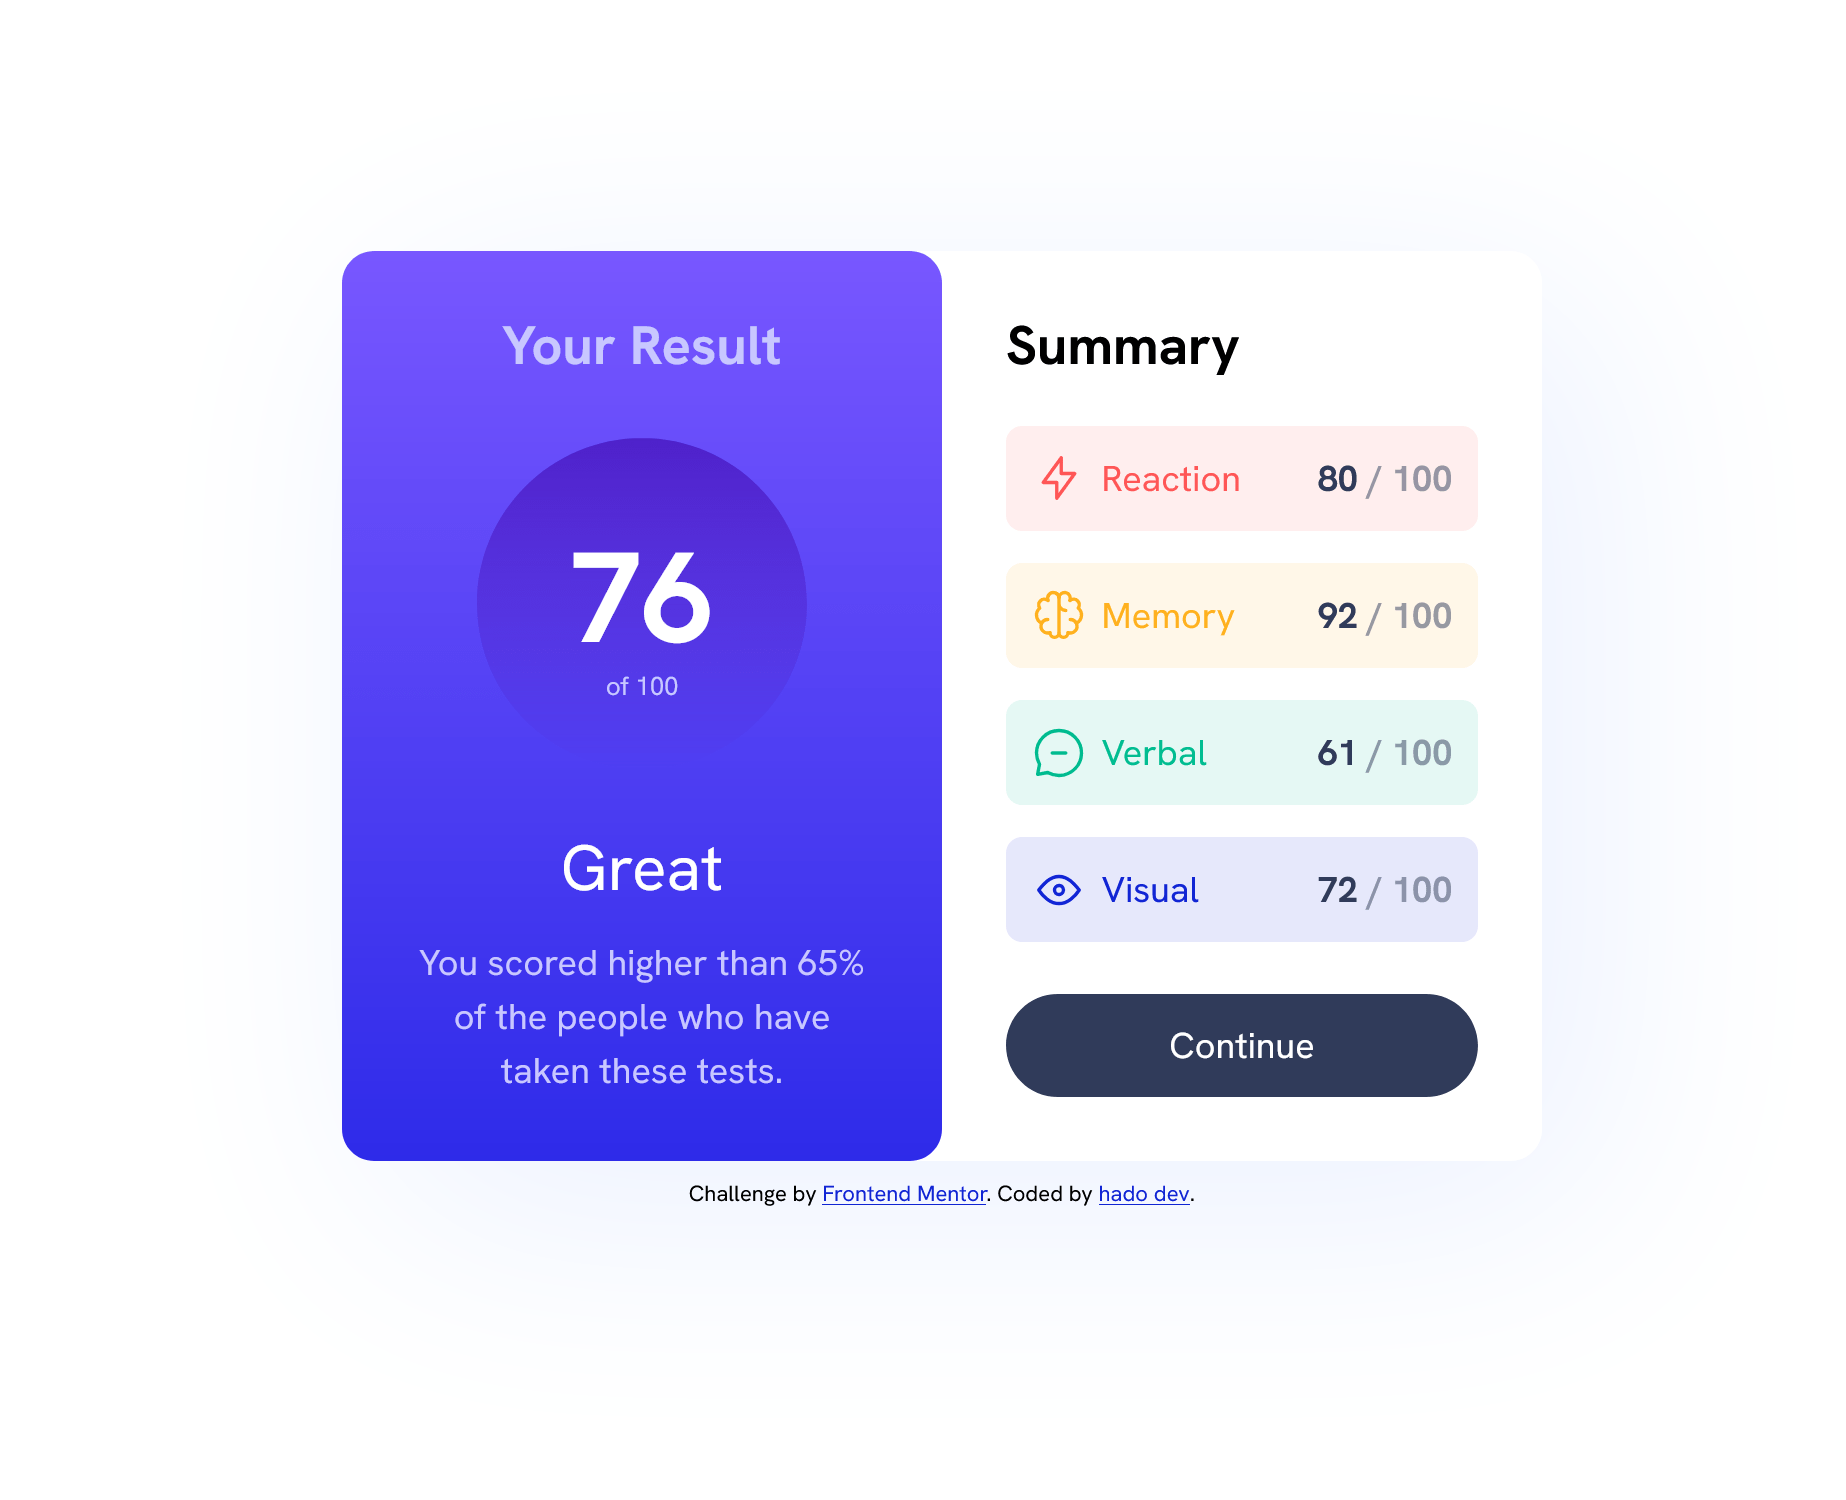 Your Result
76
of 100
Great
You scored higher than 65%
of the people who have
taken these tests.
Summary
Reaction 80 / 100
Memory 92 / 100
Verbal 61 / 100
Visual 72 / 100
Continue
Challenge by Frontend Mentor. Coded by hado dev.